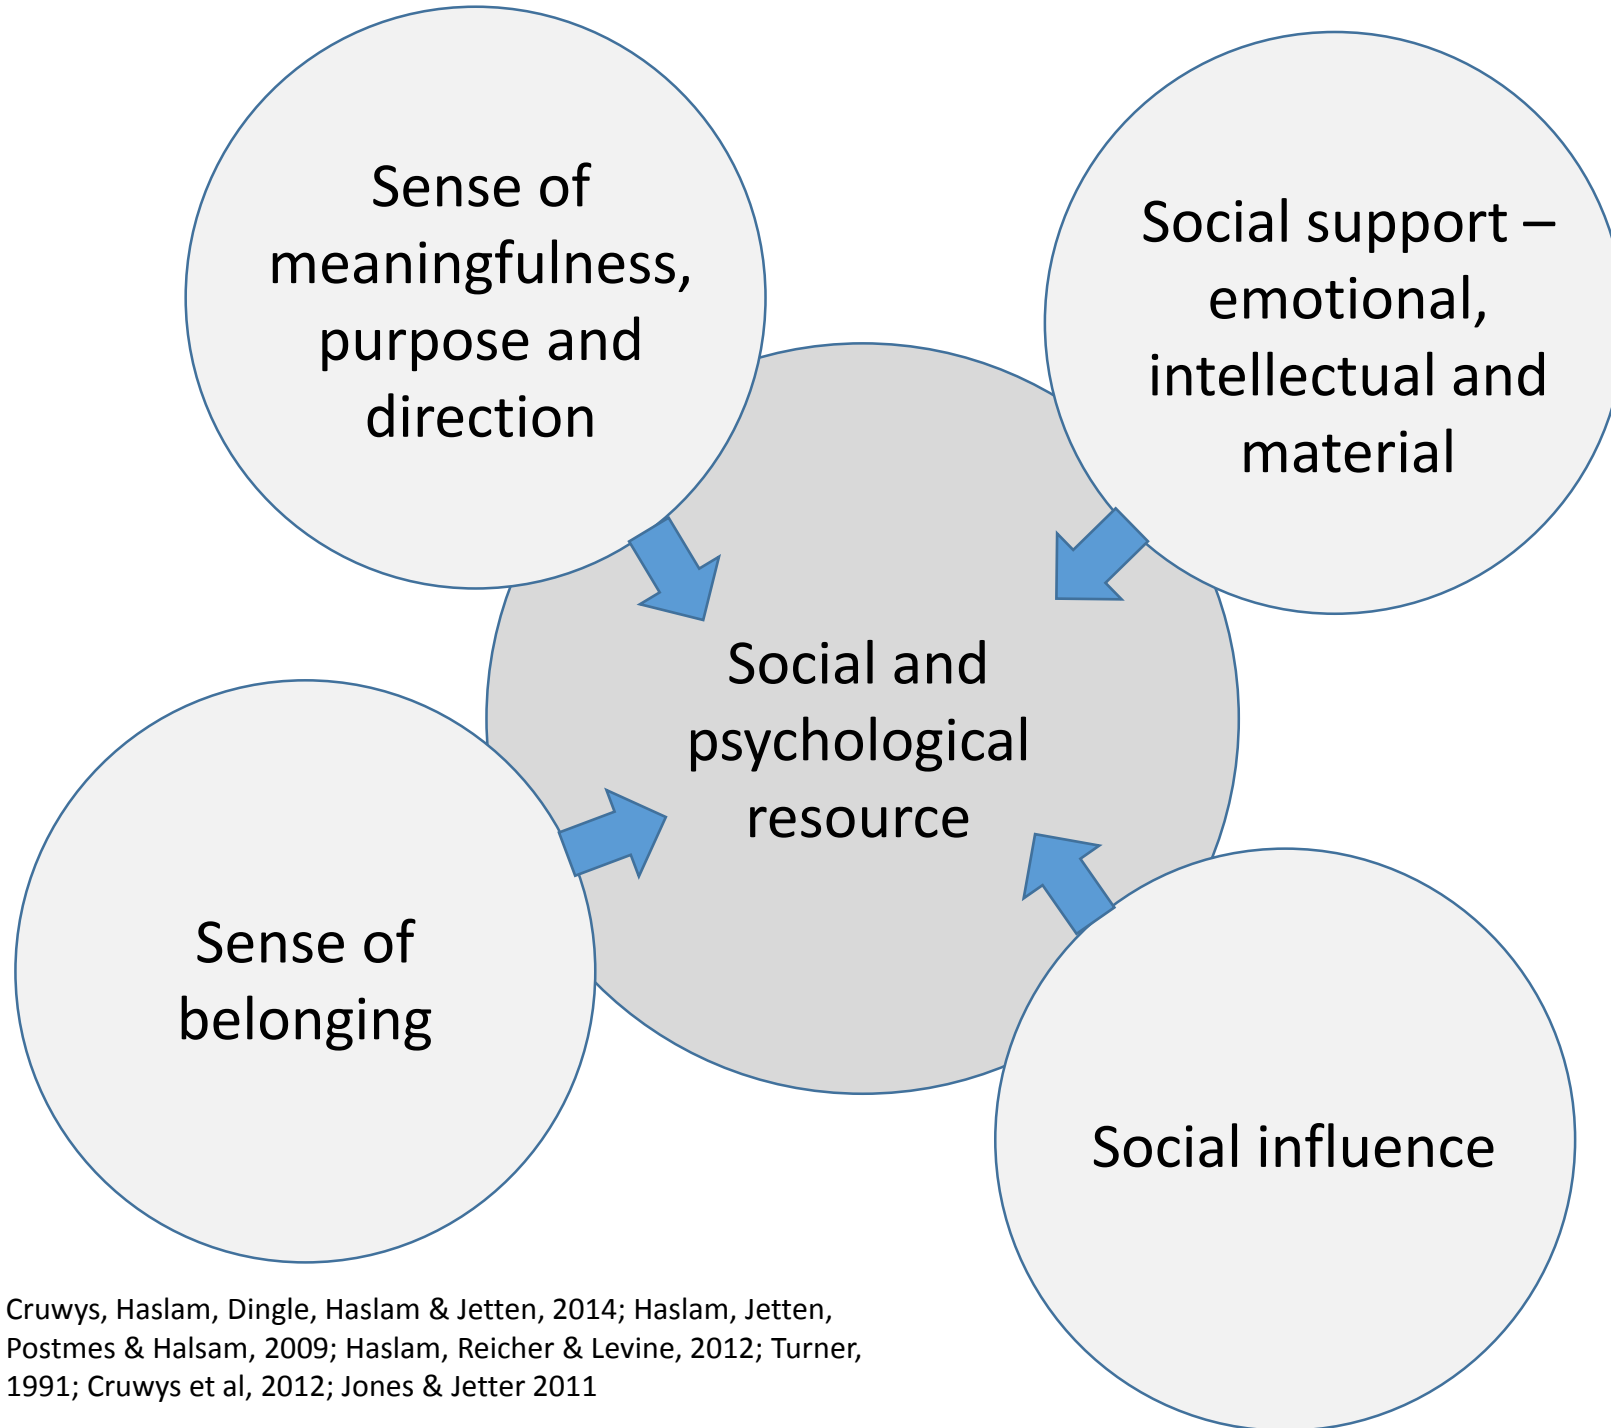 Sense of
meaningfulness,
purpose and
direction
Social support –
emotional,
intellectual and
material
Social and
psychological
resource
Sense of
belonging
Social influence
Cruwys, Haslam, Dingle, Haslam & Jetten, 2014; Haslam, Jetten,
Postmes & Halsam, 2009; Haslam, Reicher & Levine, 2012; Turner,
1991; Cruwys et al, 2012; Jones & Jetter 2011